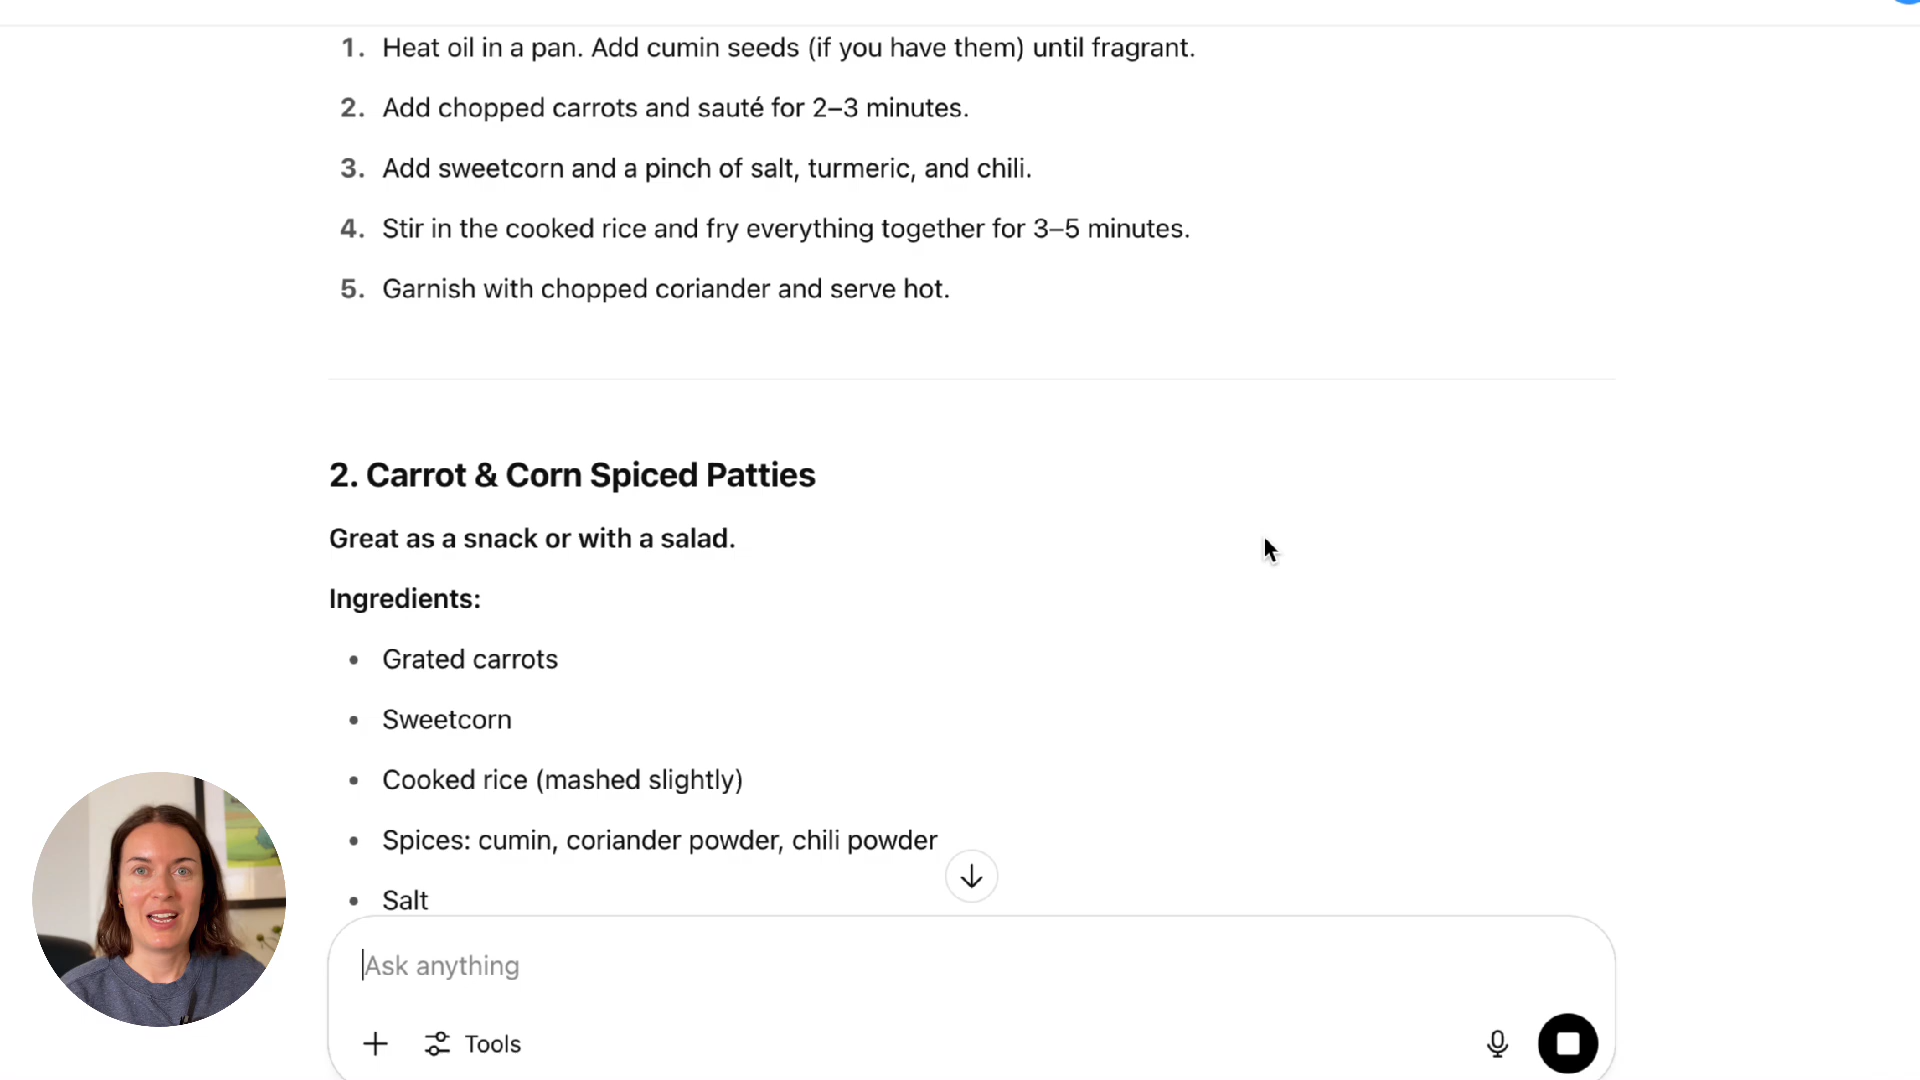 1. Heat oil in a pan. Add cumin seeds (if you have them) until fragrant.
2. Add chopped carrots and sauté for 2–3 minutes.
3. Add sweetcorn and a pinch of salt, turmeric, and chili.
4. Stir in the cooked rice and fry everything together for 3–5 minutes.
5. Garnish with chopped coriander and serve hot.
2. Carrot & Corn Spiced Patties
Great as a snack or with a salad.
Ingredients:
• Grated carrots
• Sweetcorn
• Cooked rice (mashed slightly)
• Spices: cumin, coriander powder, chili powder
• Salt
Ask anything
Tools